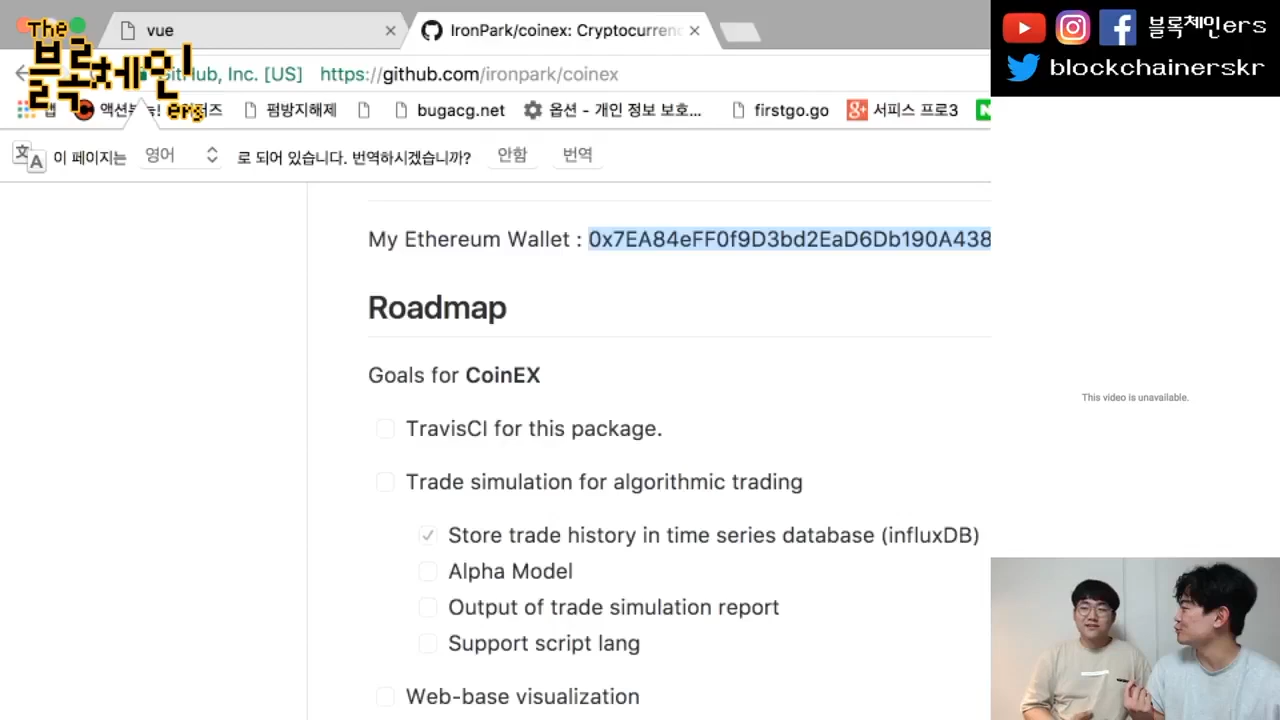 The
블록체인
ers
vue
IronPark/coinex: Cryptocurrenc
블록체인ers
blockchainerskr
GitHub, Inc. [US] https://github.com/ironpark/coinex
펌방지해제
bugacg.net
옵션 - 개인 정보 보호...
firstgo.go
서피스 프로3
이 페이지는 영어 로 되어 있습니다. 번역하시겠습니까? 안함 번역
My Ethereum Wallet : 0x7EA84eFF0f9D3bd2EaD6Db190A438
Roadmap
Goals for CoinEX
This video is unavailable.
TravisCI for this package.
Trade simulation for algorithmic trading
Store trade history in time series database (influxDB)
Alpha Model
Output of trade simulation report
Support script lang
Web-base visualization